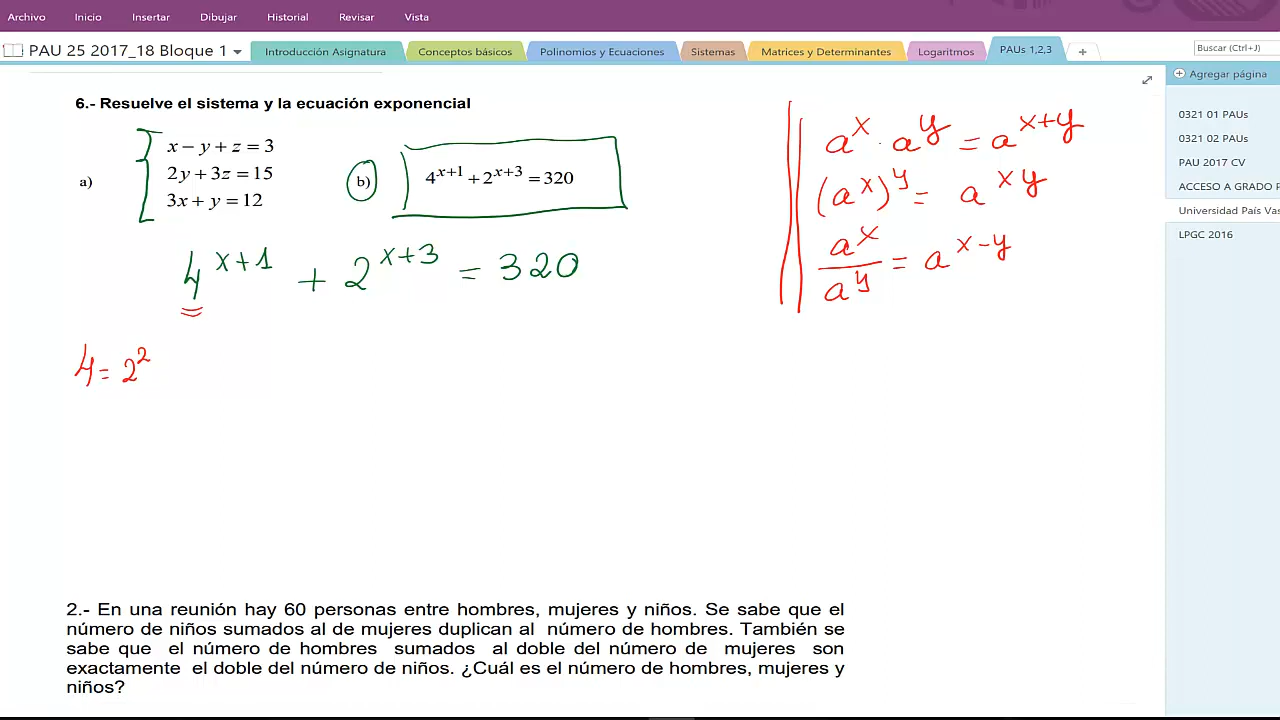 Archivo Inicio Insertar Dibujar Historial Revisar Vista
PAU 25 2017_18 Bloque 1 Introducción Asignatura Conceptos básicos Polinomios y Ecuaciones Sistemas Matrices y Determinantes Logaritmos PAUs 1,2,3 + Buscar (Ctrl+J)
6.- Resuelve el sistema y la ecuación exponencial
a)
x − y + z = 3
2y + 3z = 15
3x + y = 12
b) 4^{x+1} + 2^{x+3} = 320
4^{x+1} + 2^{x+3} = 320
4 = 2^2
a^x · a^y = a^{x+y}
(a^x)^y = a^{xy}
a^x / a^y = a^{x-y}
2.- En una reunión hay 60 personas entre hombres, mujeres y niños. Se sabe que el
número de niños sumados al de mujeres duplican al número de hombres. También se
sabe que el número de hombres sumados al doble del número de mujeres son
exactamente el doble del número de niños. ¿Cuál es el número de hombres, mujeres y
niños?
Agregar página
0321 01 PAUs
0321 02 PAUs
PAU 2017 CV
ACCESO A GRADO
Universidad País
LPGC 2016